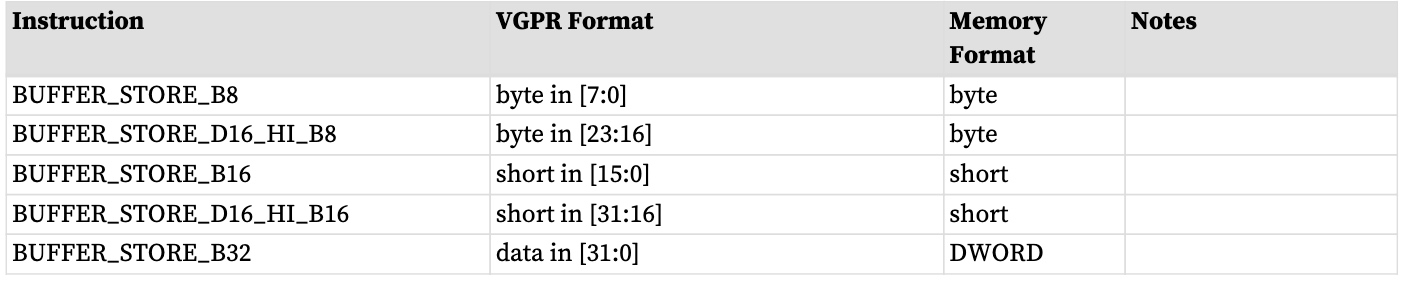 Instruction VGPR Format Memory Format Notes
BUFFER_STORE_B8 byte in [7:0] byte
BUFFER_STORE_D16_HI_B8 byte in [23:16] byte
BUFFER_STORE_B16 short in [15:0] short
BUFFER_STORE_D16_HI_B16 short in [31:16] short
BUFFER_STORE_B32 data in [31:0] DWORD